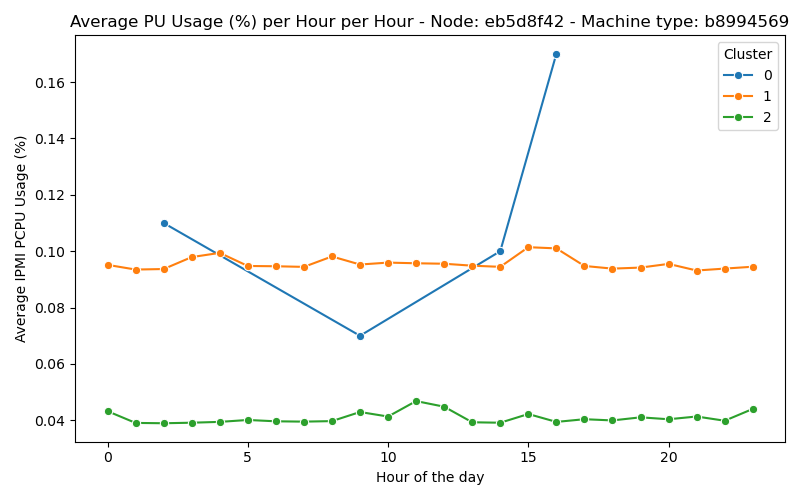 Average PU Usage (%) per Hour per Hour - Node: eb5d8f42 - Machine type: b8994569
Cluster
0
1
2
0.16
0.14
0.12
0.10
0.08
0.06
0.04
Average IPMI PCPU Usage (%)
0 5 10 15 20
Hour of the day